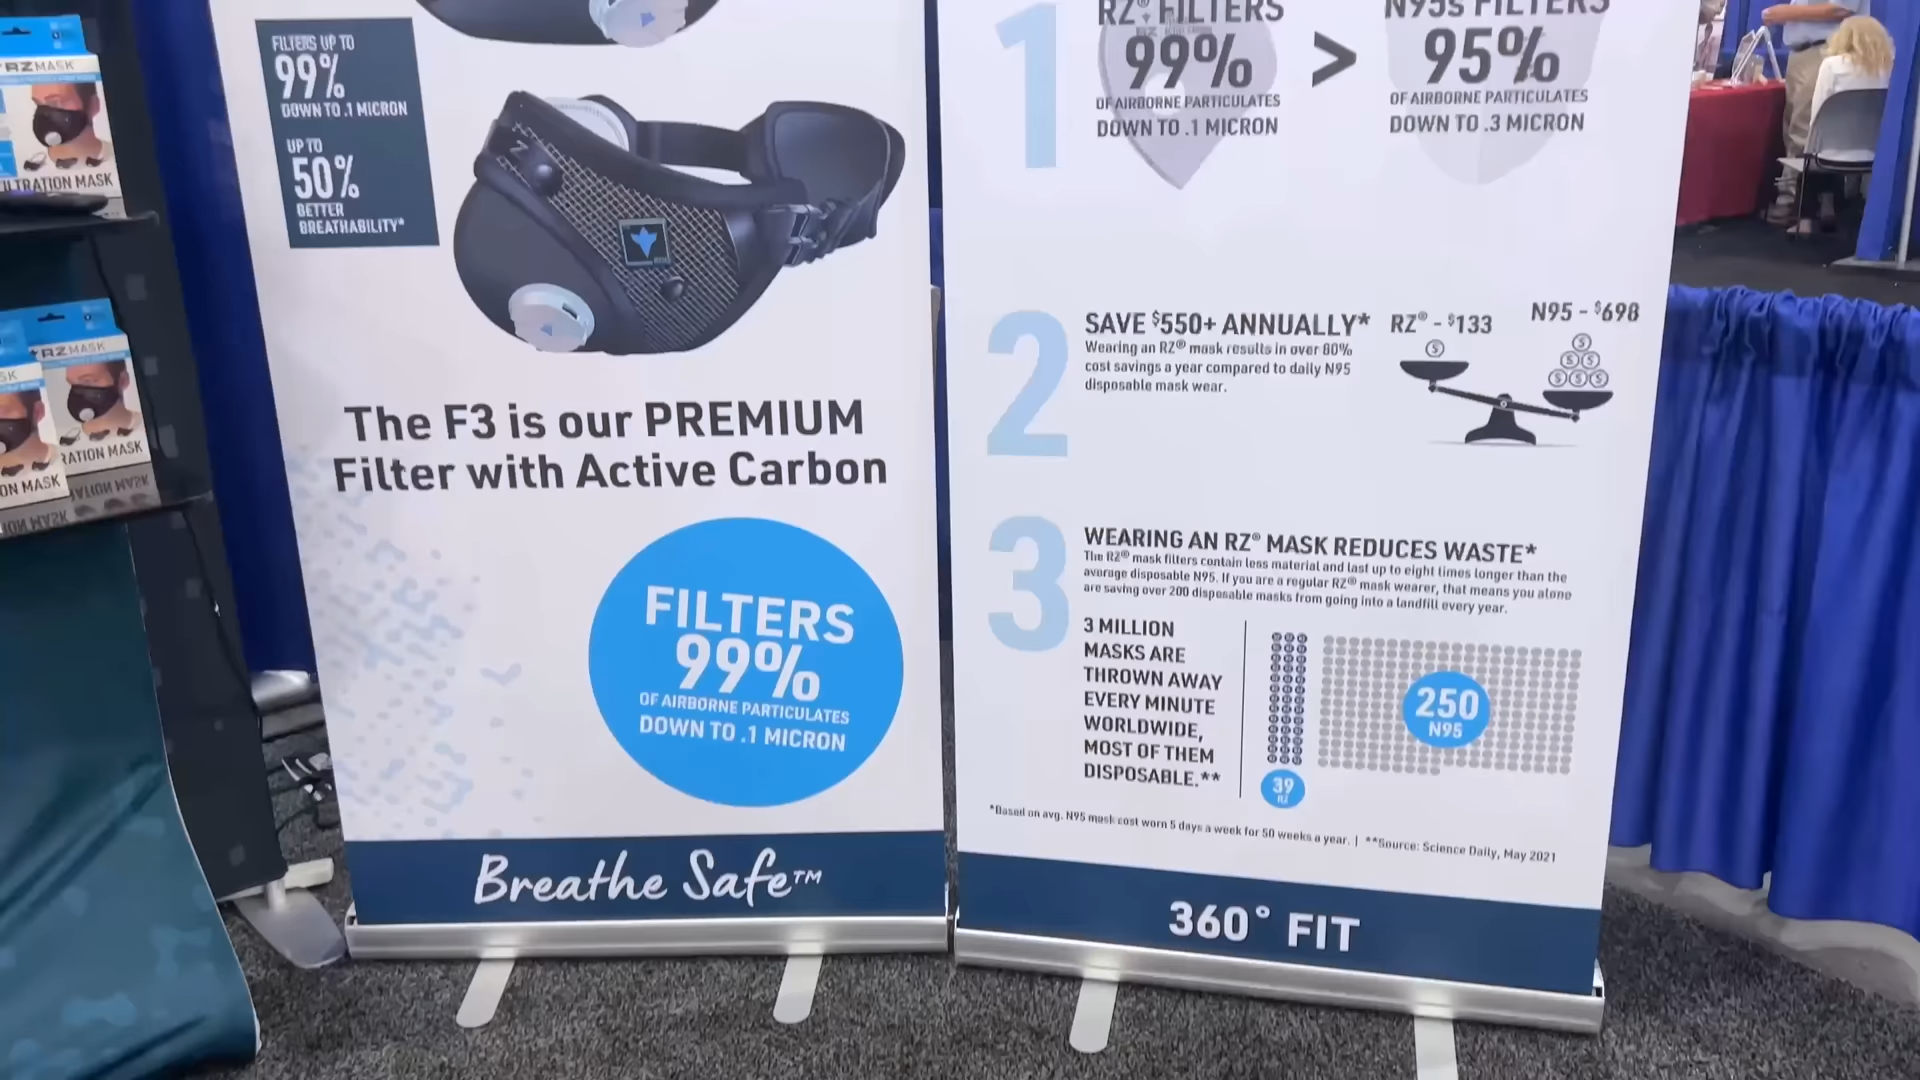 RZMASK
ILTRATION MASK
RZMASK
RATION MASK
ON MASK
FILTERS UP TO
99%
DOWN TO .1 MICRON
UP TO
50%
BETTER
BREATHABILITY*
The F3 is our PREMIUM
Filter with Active Carbon
FILTERS
99%
OF AIRBORNE PARTICULATES
DOWN TO .1 MICRON
Breathe Safe™
1
RZ® FILTERS
99%
OF AIRBORNE PARTICULATES
DOWN TO .1 MICRON
>
N95s FILTERS
95%
OF AIRBORNE PARTICULATES
DOWN TO .3 MICRON
2
SAVE $550+ ANNUALLY*
Wearing an RZ® mask results in over 80%
cost savings a year compared to daily N95
disposable mask wear.
RZ® - $133
N95 - $698
3
WEARING AN RZ® MASK REDUCES WASTE*
The RZ® mask filters contain less material and last up to eight times longer than the
average disposable N95. If you are a regular RZ® mask wearer, that means you alone
are saving over 200 disposable masks from going into a landfill every year.
3 MILLION
MASKS ARE
THROWN AWAY
EVERY MINUTE
WORLDWIDE,
MOST OF THEM
DISPOSABLE.**
39
RZ
250
N95
*Based on avg. N95 mask cost worn 5 days a week for 50 weeks a year. | **Source: Science Daily, May 2021
360° FIT